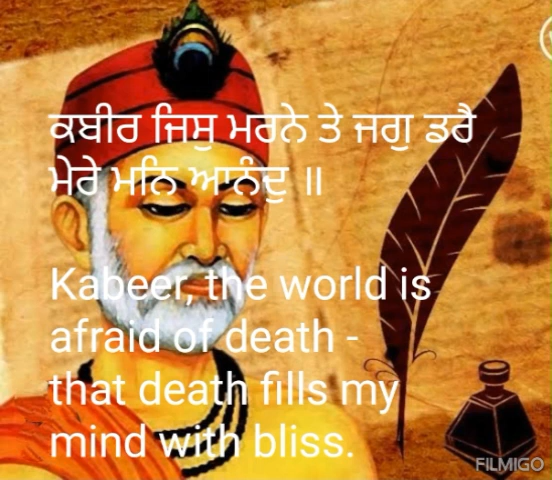 ਕਬੀਰ ਜਿਸੁ ਮਰਨੇ ਤੇ ਜਗੁ ਡਰੈ
ਮੇਰੇ ਮਨਿ ਆਨੰਦੁ ॥
Kabeer, the world is
afraid of death -
that death fills my
mind with bliss.
FILMIGO